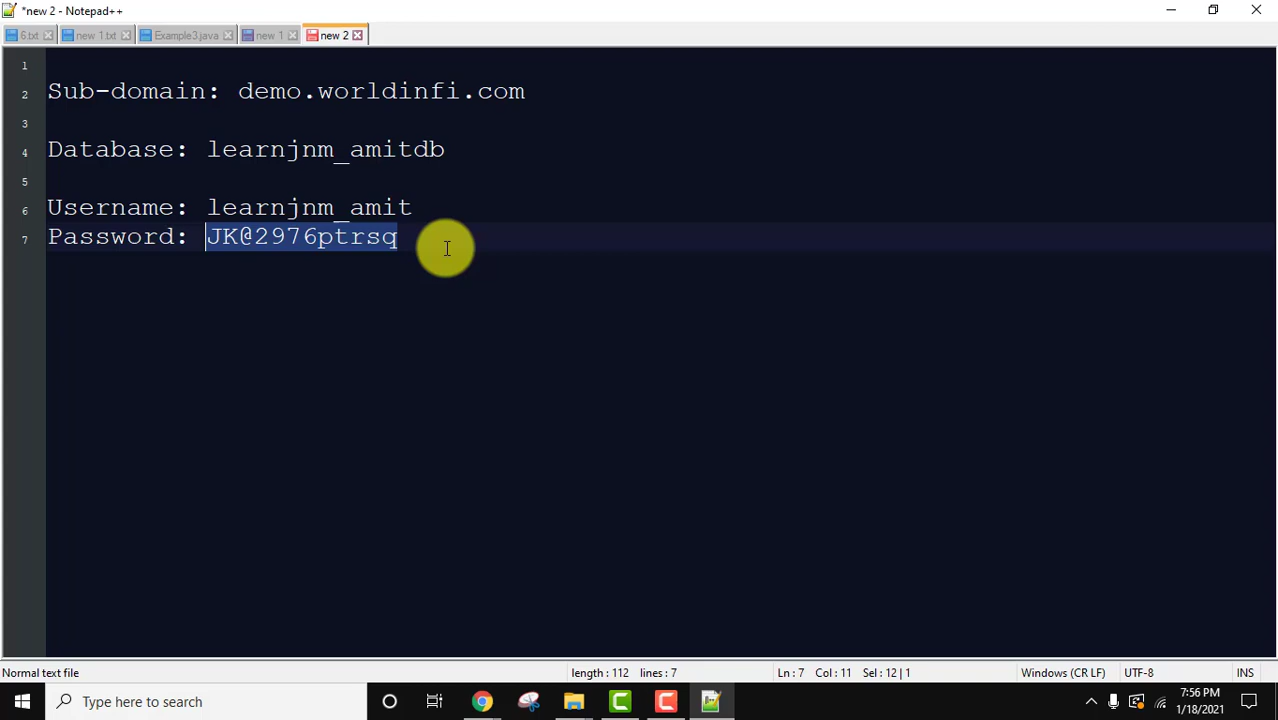 *new 2 - Notepad++
6.txt new 1.txt Example3.java new 1 new 2
1
2 Sub-domain: demo.worldinfi.com
3
4 Database: learnjnm_amitdb
5
6 Username: learnjnm_amit
7 Password: JK@2976ptrsq
Normal text file length : 112 lines : 7 Ln : 7 Col : 11 Sel : 12 | 1 Windows (CR LF) UTF-8 INS
Type here to search
7:56 PM
1/18/2021